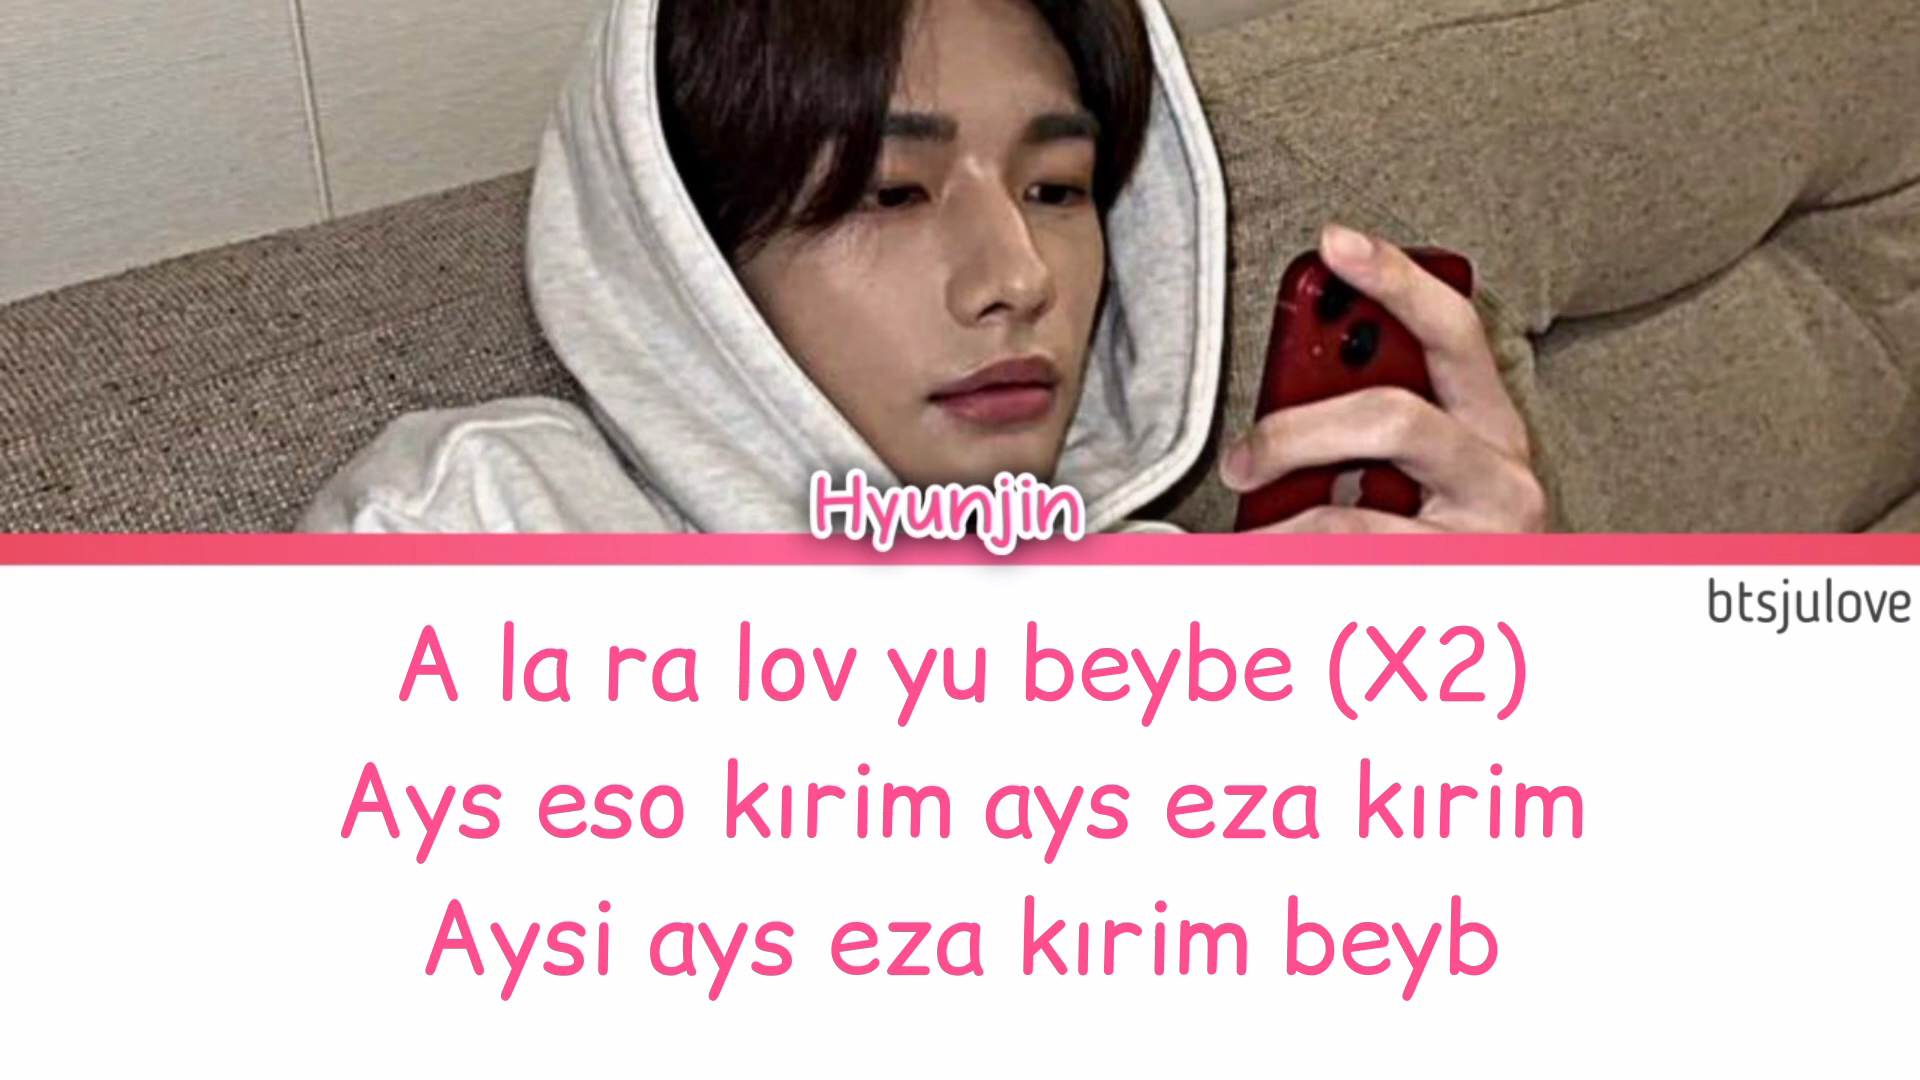 Hyunjin
btsjulove
A la ra lov yu beybe (X2)
Ays eso kırim ays eza kırim
Aysi ays eza kırim beyb